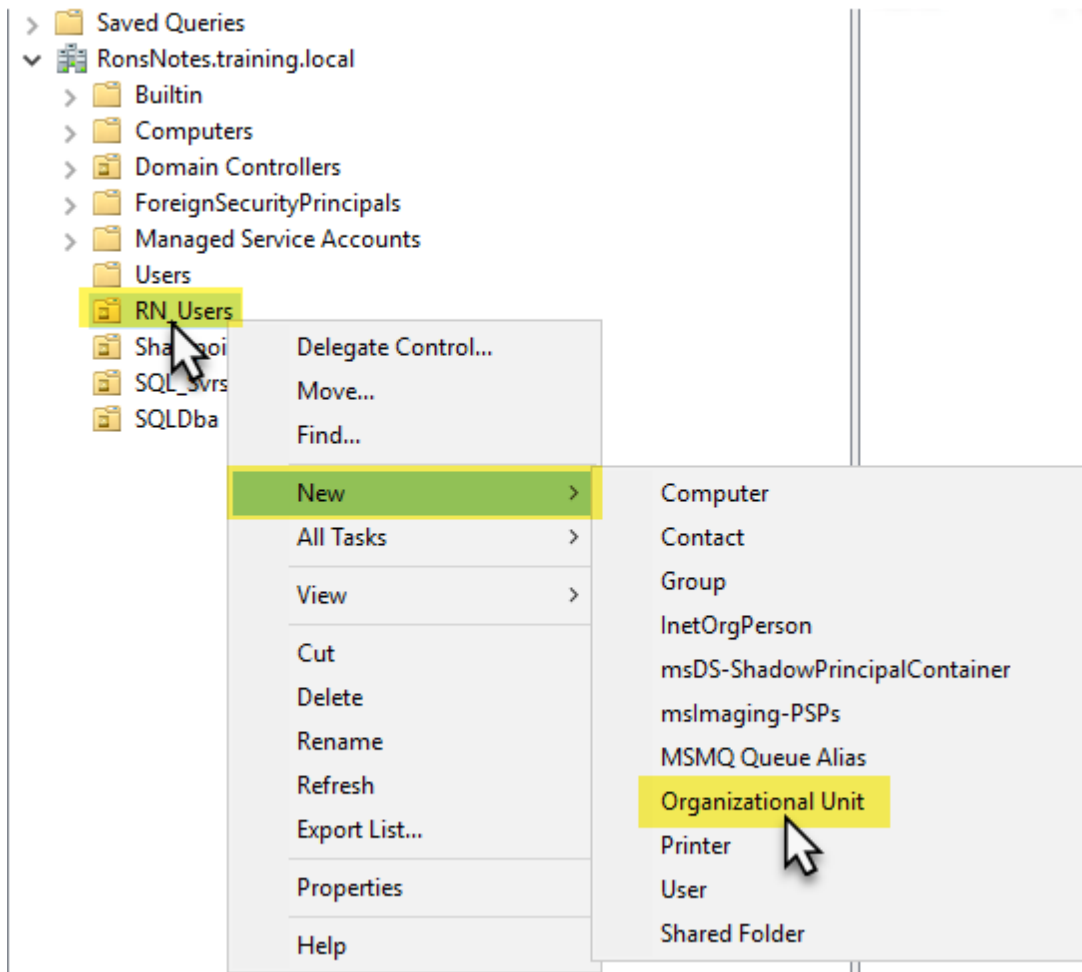 Saved Queries
RonsNotes.training.local
Builtin
Computers
Domain Controllers
ForeignSecurityPrincipals
Managed Service Accounts
Users
RN_Users
SQLDba
Delegate Control...
Move...
Find...
New
All Tasks
View
Cut
Delete
Rename
Refresh
Export List...
Properties
Help
Computer
Contact
Group
InetOrgPerson
msDS-ShadowPrincipalContainer
msImaging-PSPs
MSMQ Queue Alias
Organizational Unit
Printer
User
Shared Folder